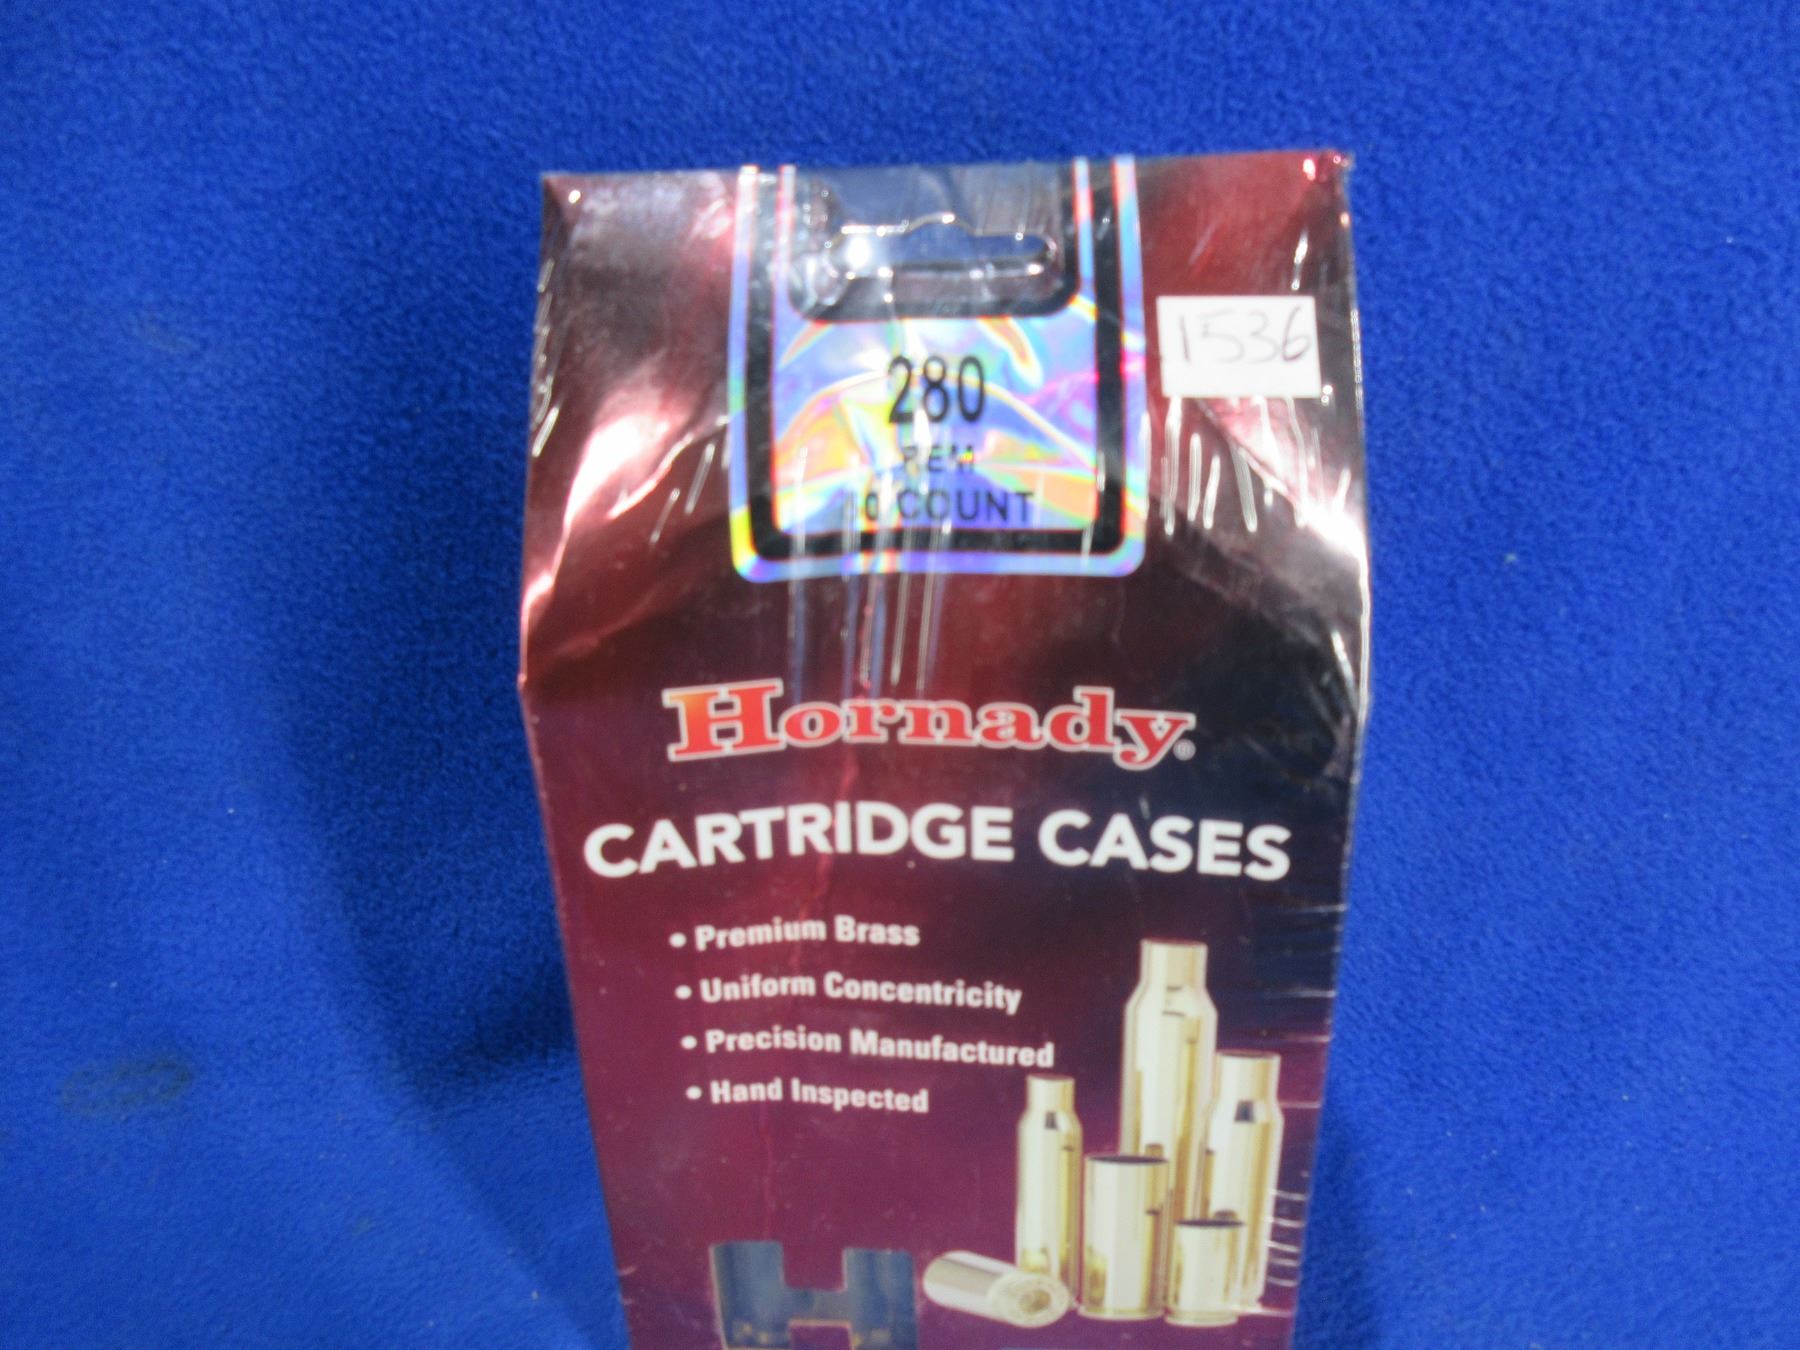 280
REM
COUNT
1536
Hornady®
CARTRIDGE CASES
• Premium Brass
• Uniform Concentricity
• Precision Manufactured
• Hand Inspected
H